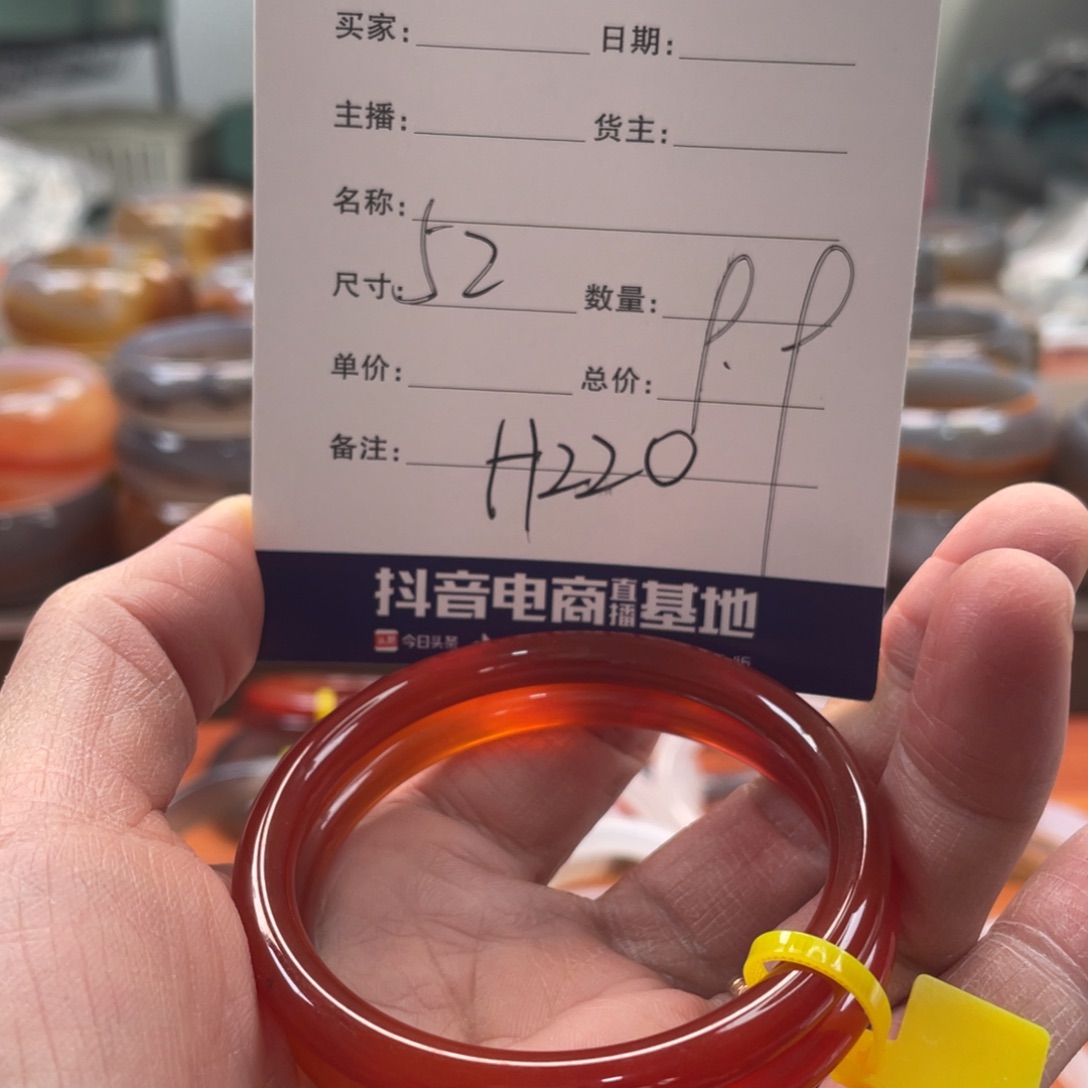 买家: 日期:
主播: 货主:
名称:
尺寸: 52 数量:
单价: 总价:
备注: H220
抖音电商直播基地
今日头条